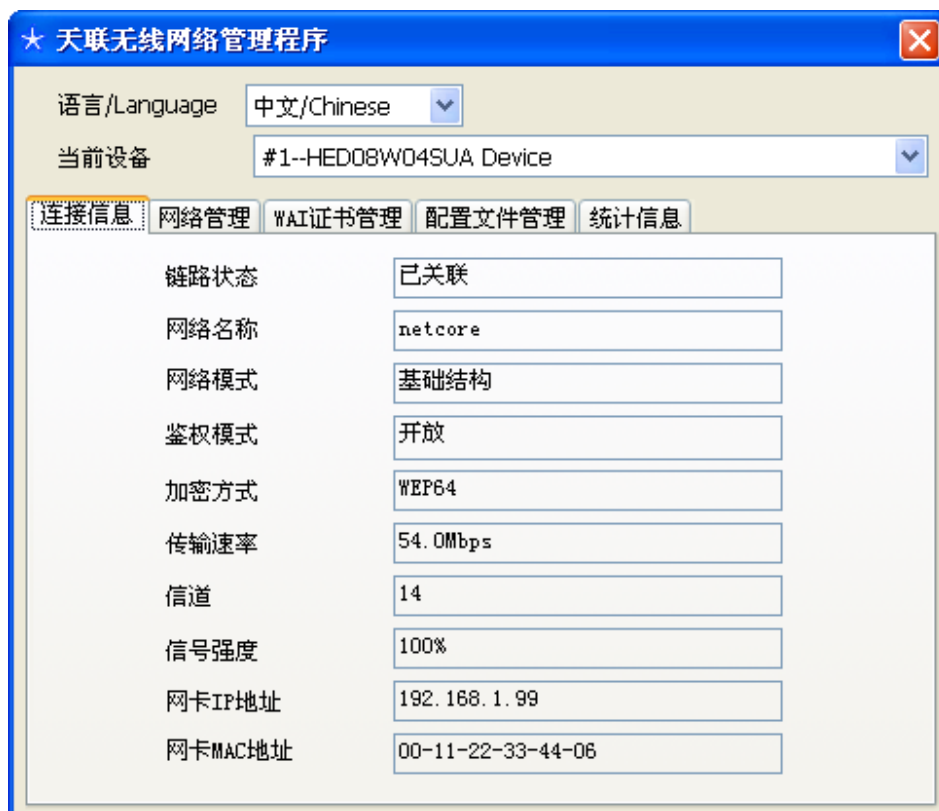 天联无线网络管理程序
语言/Language 中文/Chinese
当前设备 #1--HED08W04SUA Device
连接信息 网络管理 WAI证书管理 配置文件管理 统计信息
链路状态 已关联
网络名称 netcore
网络模式 基础结构
鉴权模式 开放
加密方式 WEP64
传输速率 54.0Mbps
信道 14
信号强度 100%
网卡IP地址 192.168.1.99
网卡MAC地址 00-11-22-33-44-06